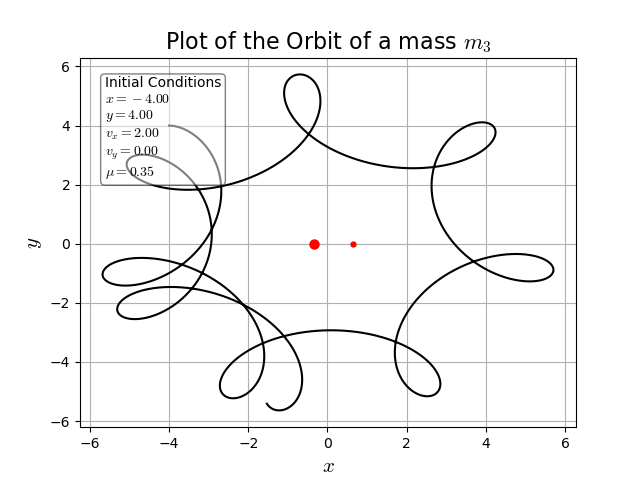 Plot of the Orbit of a mass m₃
Initial Conditions
x = −4.00
y = 4.00
vₓ = 2.00
v_y = 0.00
μ = 0.35
6
4
2
0
−2
−4
−6
y
−6
−4
−2
0
2
4
6
x